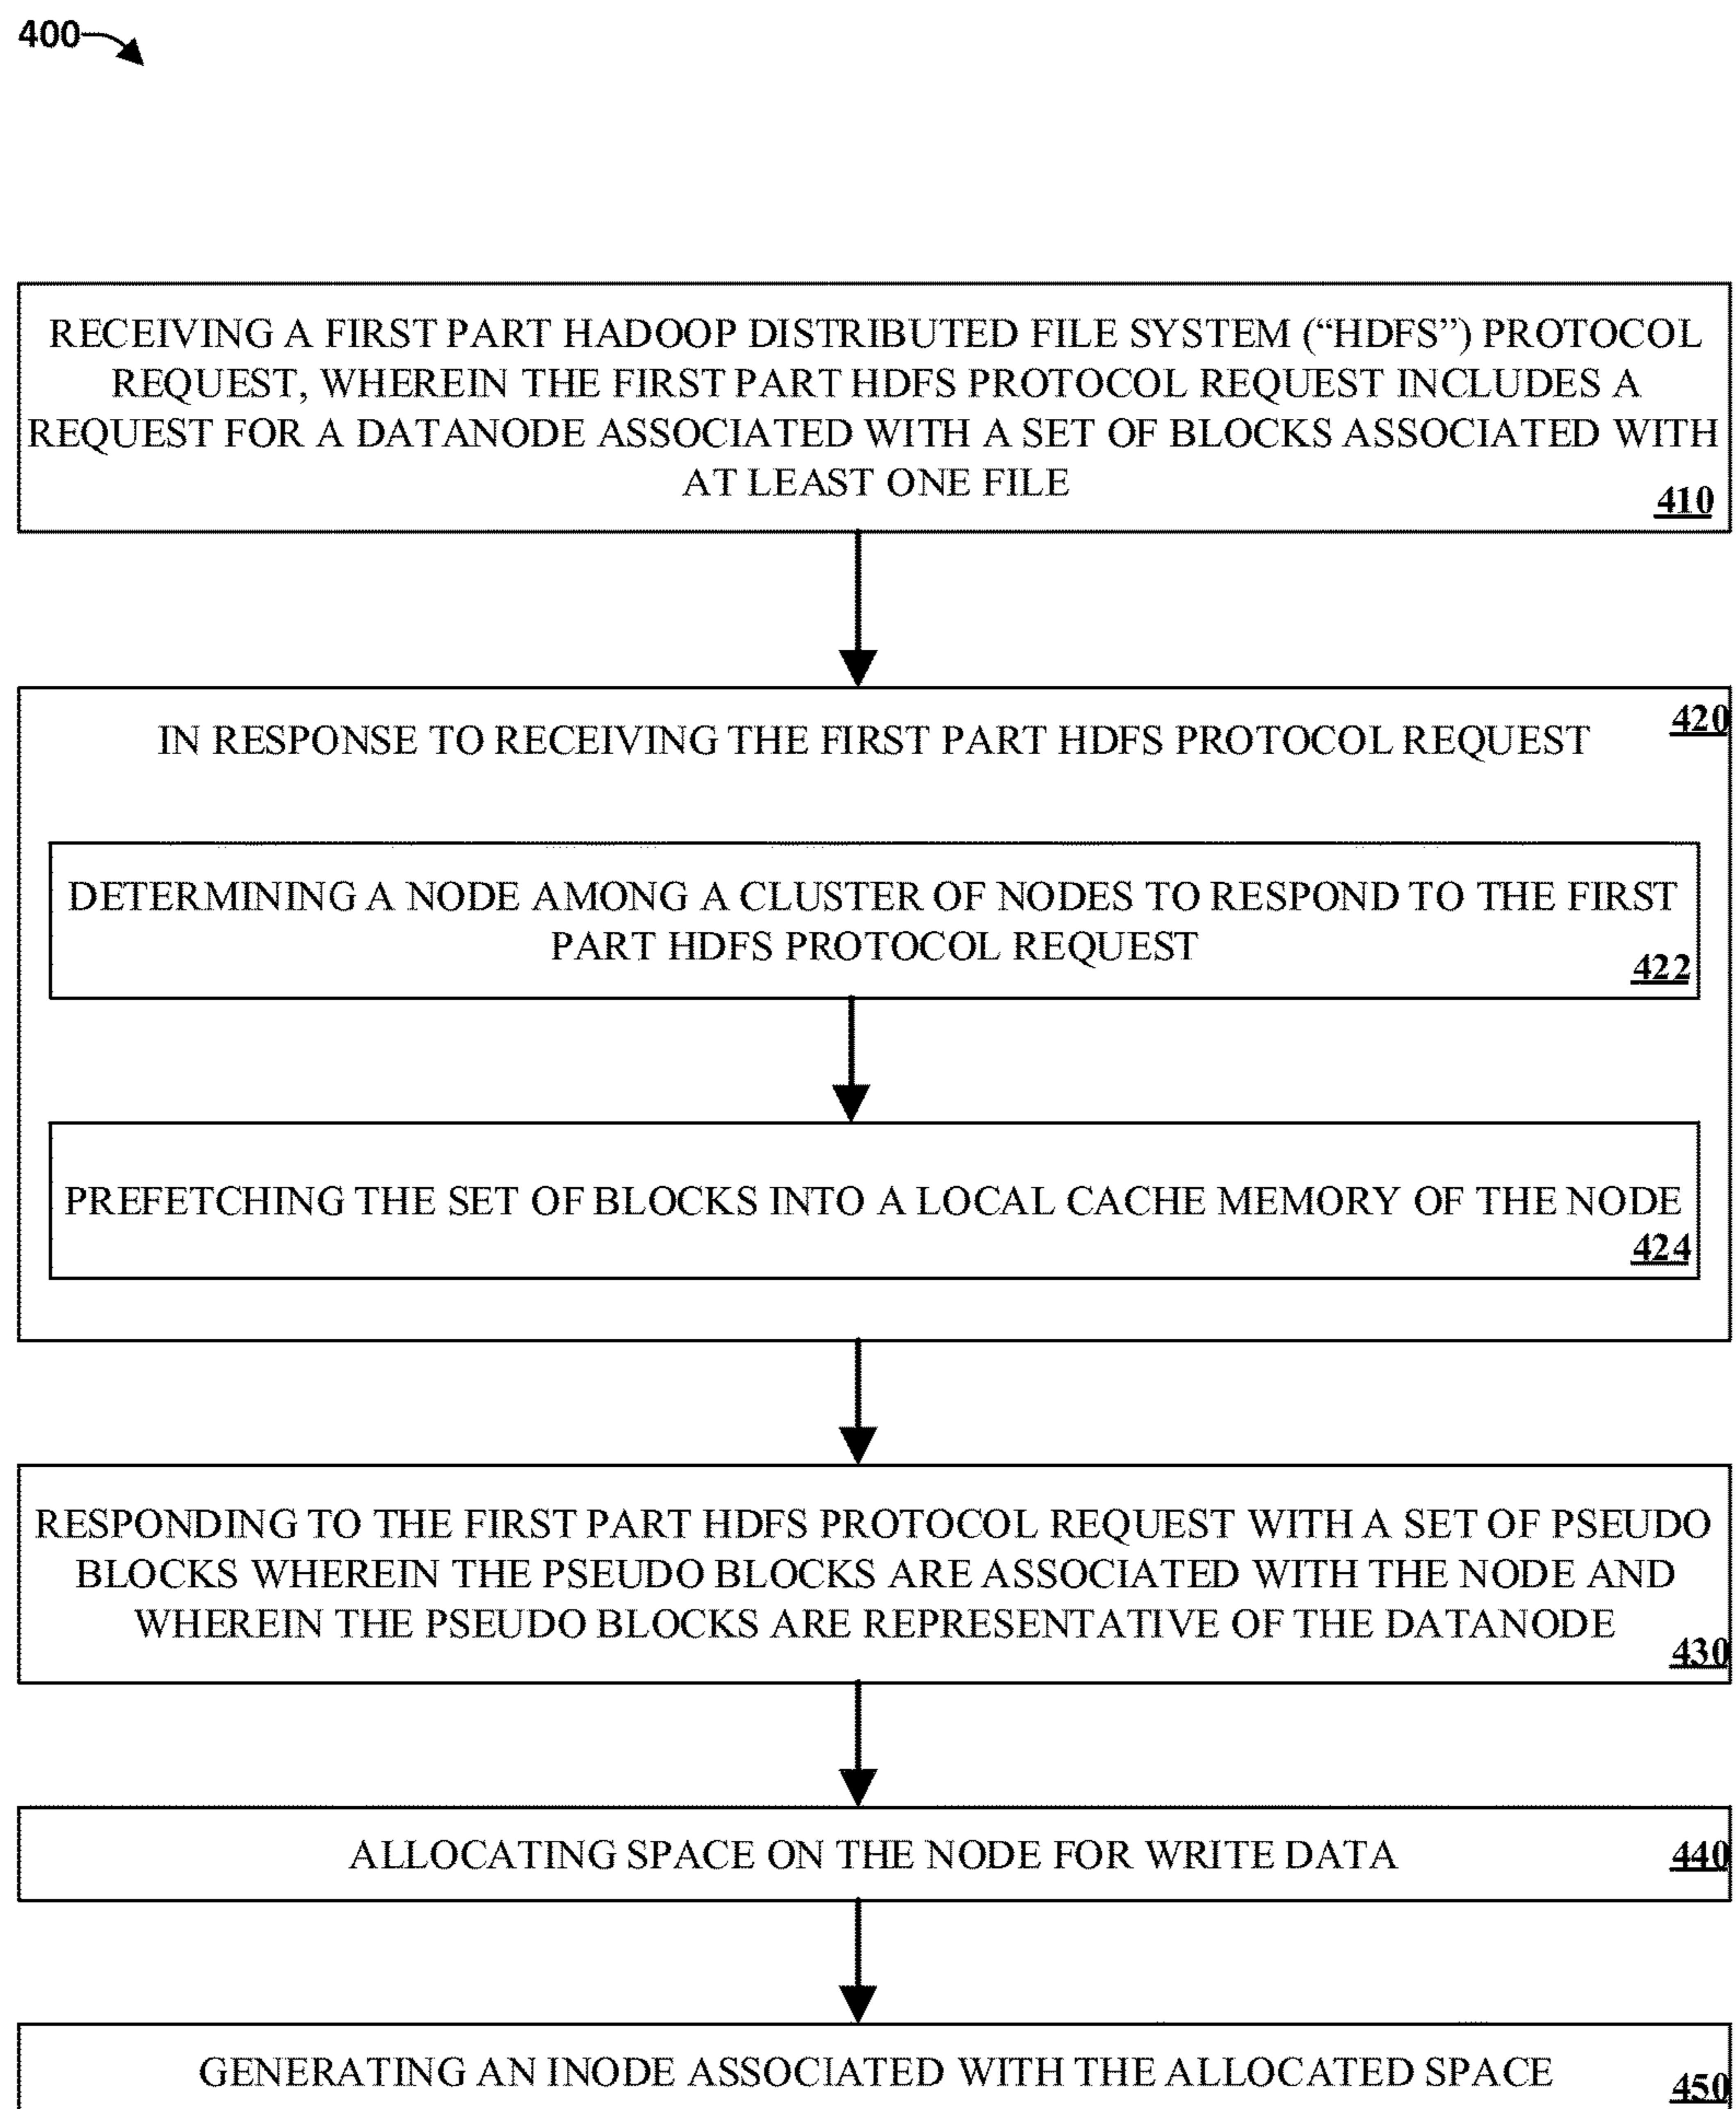 400
RECEIVING A FIRST PART HADOOP DISTRIBUTED FILE SYSTEM (“HDFS”) PROTOCOL
REQUEST, WHEREIN THE FIRST PART HDFS PROTOCOL REQUEST INCLUDES A
REQUEST FOR A DATANODE ASSOCIATED WITH A SET OF BLOCKS ASSOCIATED WITH
AT LEAST ONE FILE
410
420
IN RESPONSE TO RECEIVING THE FIRST PART HDFS PROTOCOL REQUEST
DETERMINING A NODE AMONG A CLUSTER OF NODES TO RESPOND TO THE FIRST
PART HDFS PROTOCOL REQUEST
422
PREFETCHING THE SET OF BLOCKS INTO A LOCAL CACHE MEMORY OF THE NODE
424
RESPONDING TO THE FIRST PART HDFS PROTOCOL REQUEST WITH A SET OF PSEUDO
BLOCKS WHEREIN THE PSEUDO BLOCKS ARE ASSOCIATED WITH THE NODE AND
WHEREIN THE PSEUDO BLOCKS ARE REPRESENTATIVE OF THE DATANODE
430
ALLOCATING SPACE ON THE NODE FOR WRITE DATA
440
GENERATING AN INODE ASSOCIATED WITH THE ALLOCATED SPACE
450